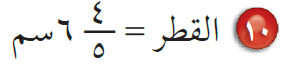 ١٠ القطر = ٦ ٤/٥ سم